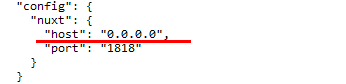 "config": {
"nuxt": {
"host": "0.0.0.0",
"port": "1818"
}
}